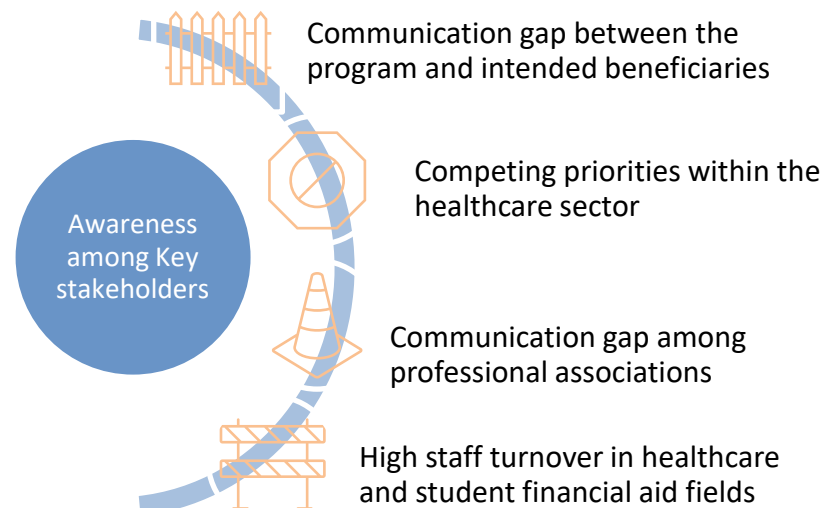 Communication gap between the
program and intended beneficiaries
Competing priorities within the
healthcare sector
Awareness
among Key
stakeholders
Communication gap among
professional associations
High staff turnover in healthcare
and student financial aid fields